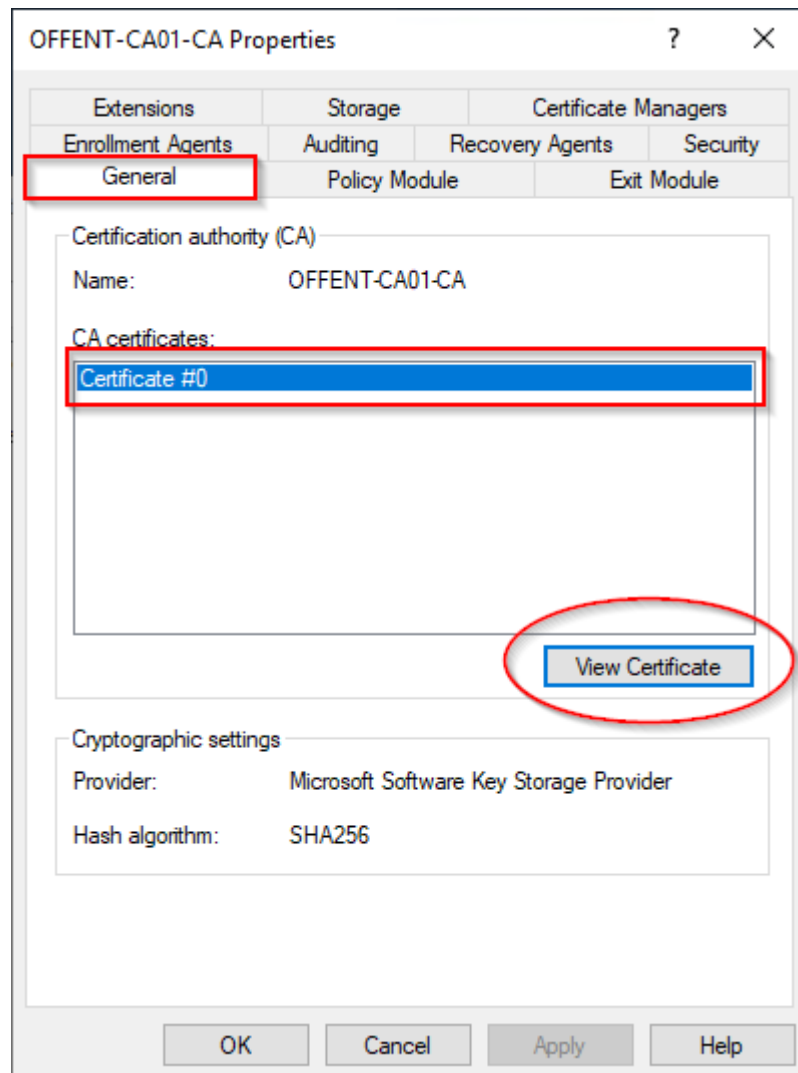 OFFENT-CA01-CA Properties ?
Extensions Storage Certificate Managers
Enrollment Agents Auditing Recovery Agents Security
General Policy Module Exit Module
Certification authority (CA)
Name: OFFENT-CA01-CA
CA certificates:
Certificate #0
View Certificate
Cryptographic settings
Provider: Microsoft Software Key Storage Provider
Hash algorithm: SHA256
OK Cancel Apply Help